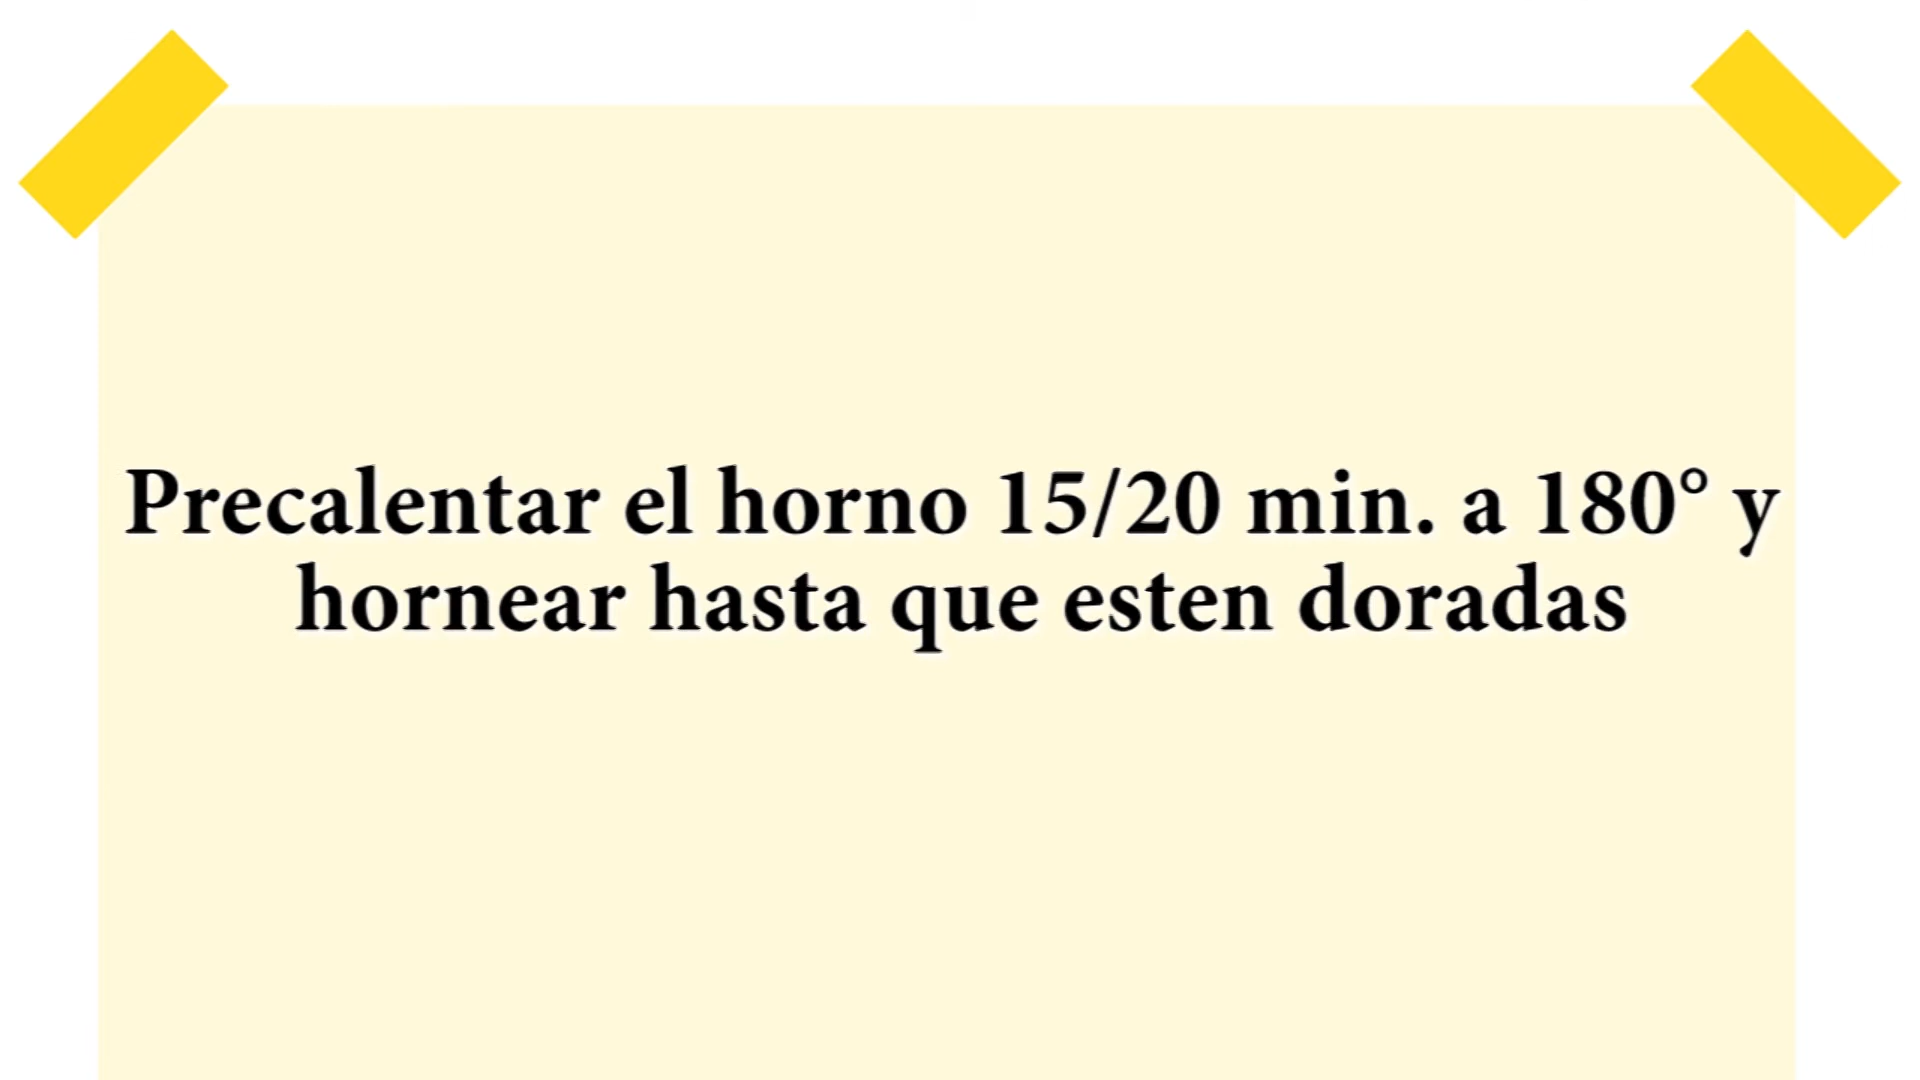 Precalentar el horno 15/20 min. a 180° y
hornear hasta que esten doradas